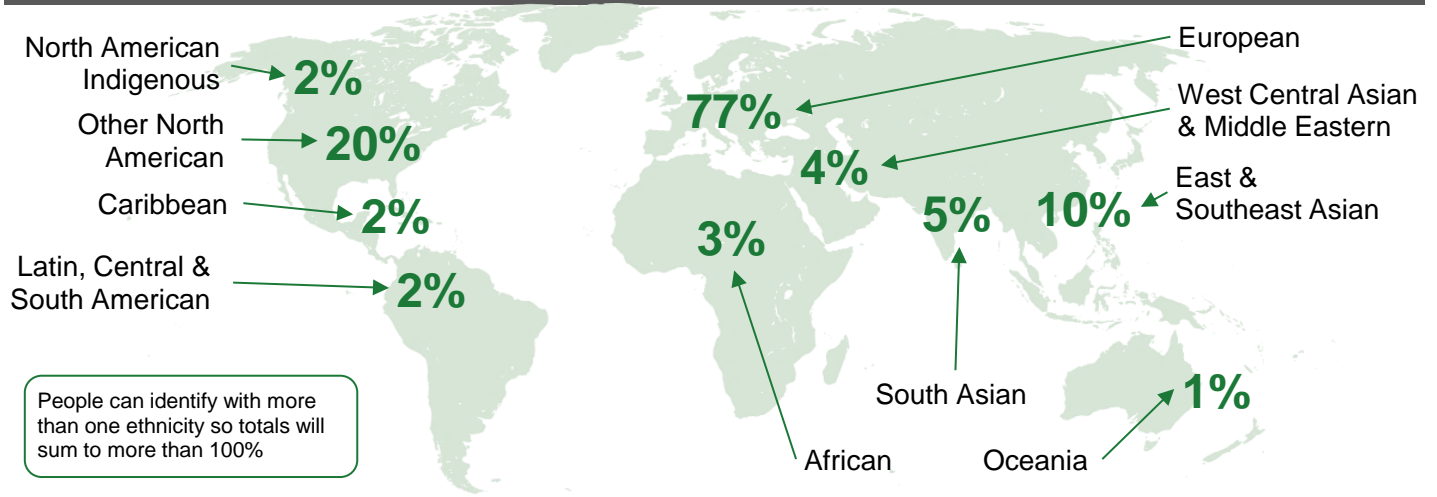 North American
Indigenous
2%
Other North
American
20%
Caribbean
2%
Latin, Central &
South American
2%
European
77%
West Central Asian
& Middle Eastern
4%
East &
Southeast Asian
10%
5%
South Asian
3%
African
1%
Oceania
People can identify with more
than one ethnicity so totals will
sum to more than 100%